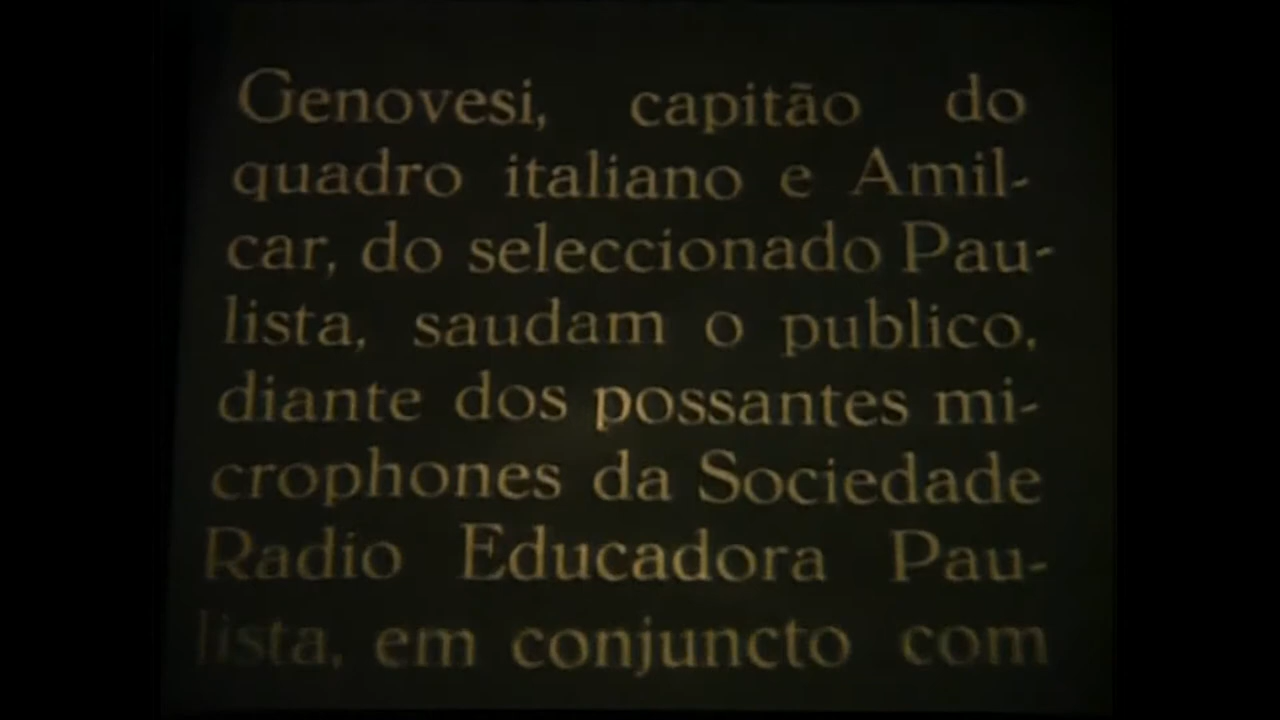 Genovesi, capitão do
quadro italiano e Amil-
car, do seleccionado Pau-
lista, saudam o publico,
diante dos possantes mi-
crophones da Sociedade
Radio Educadora Pau-
lista, em conjuncto com